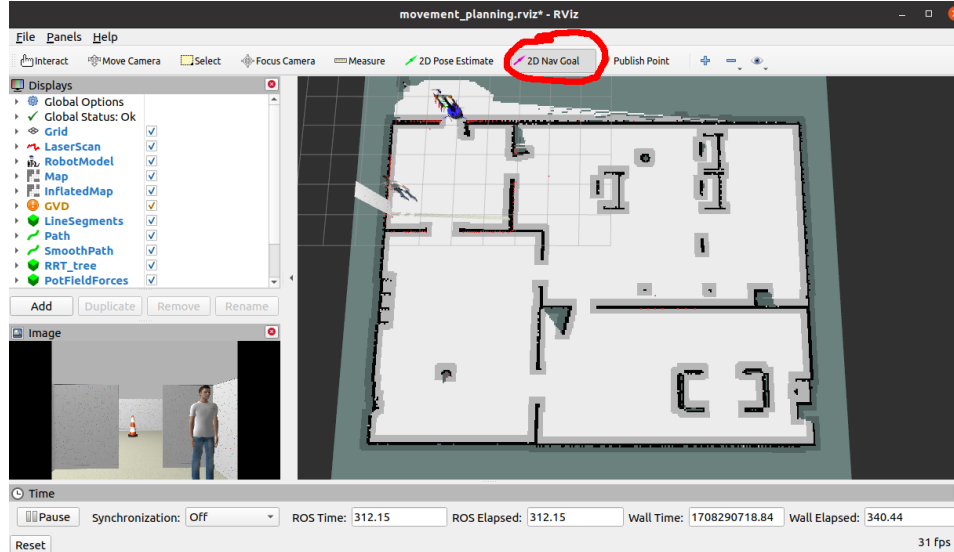 movement_planning.rviz* - RViz
File Panels Help
Interact Move Camera Select Focus Camera Measure 2D Pose Estimate 2D Nav Goal Publish Point
Displays
Global Options
Global Status: Ok
Grid
LaserScan
RobotModel
Map
InflatedMap
GVD
LineSegments
Path
SmoothPath
RRT_tree
PotFieldForces
Add Duplicate Remove Rename
Image
Time
Pause Synchronization: Off ROS Time: 312.15 ROS Elapsed: 312.15 Wall Time: 1708290718.84 Wall Elapsed: 340.44
Reset 31 fps